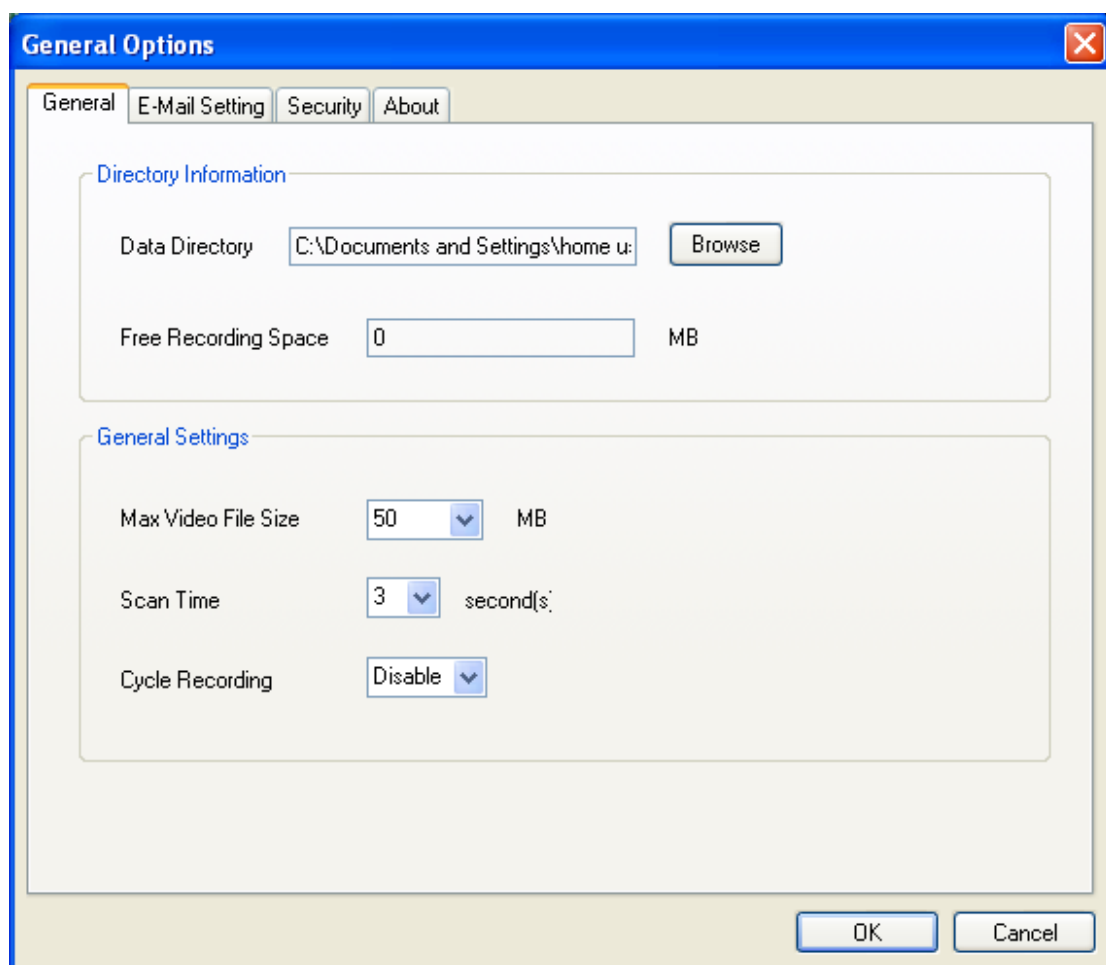 General Options
General E-Mail Setting Security About
Directory Information
Data Directory C:\Documents and Settings\home u Browse
Free Recording Space 0 MB
General Settings
Max Video File Size 50 MB
Scan Time 3 second(s)
Cycle Recording Disable
OK Cancel